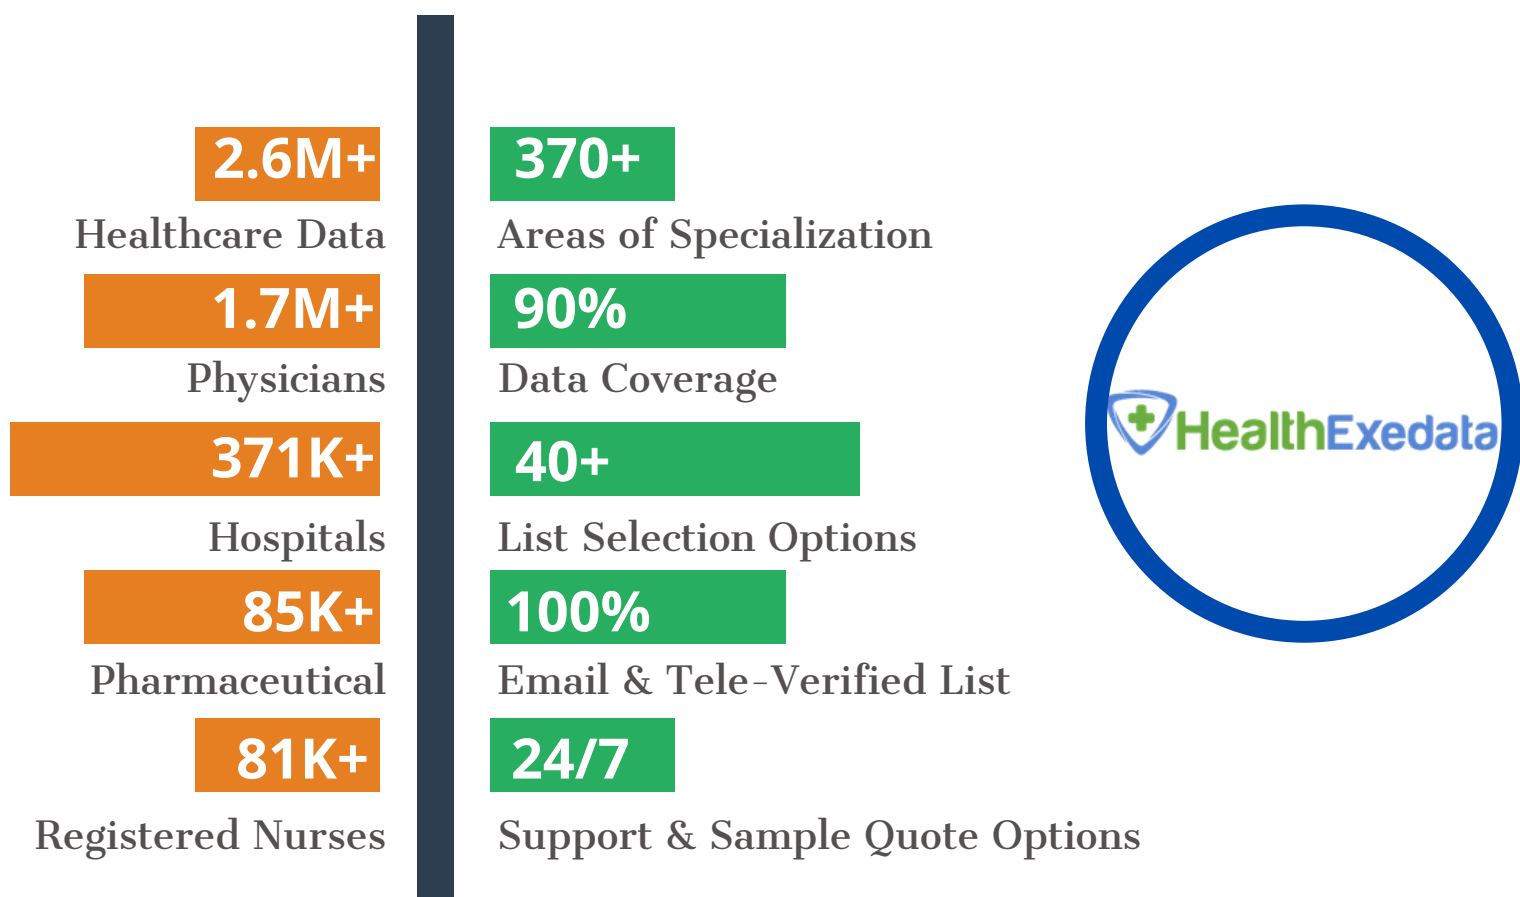 2.6M+
Healthcare Data
1.7M+
Physicians
371K+
Hospitals
85K+
Pharmaceutical
81K+
Registered Nurses
370+
Areas of Specialization
90%
Data Coverage
40+
List Selection Options
100%
Email & Tele-Verified List
24/7
Support & Sample Quote Options
HealthExedata